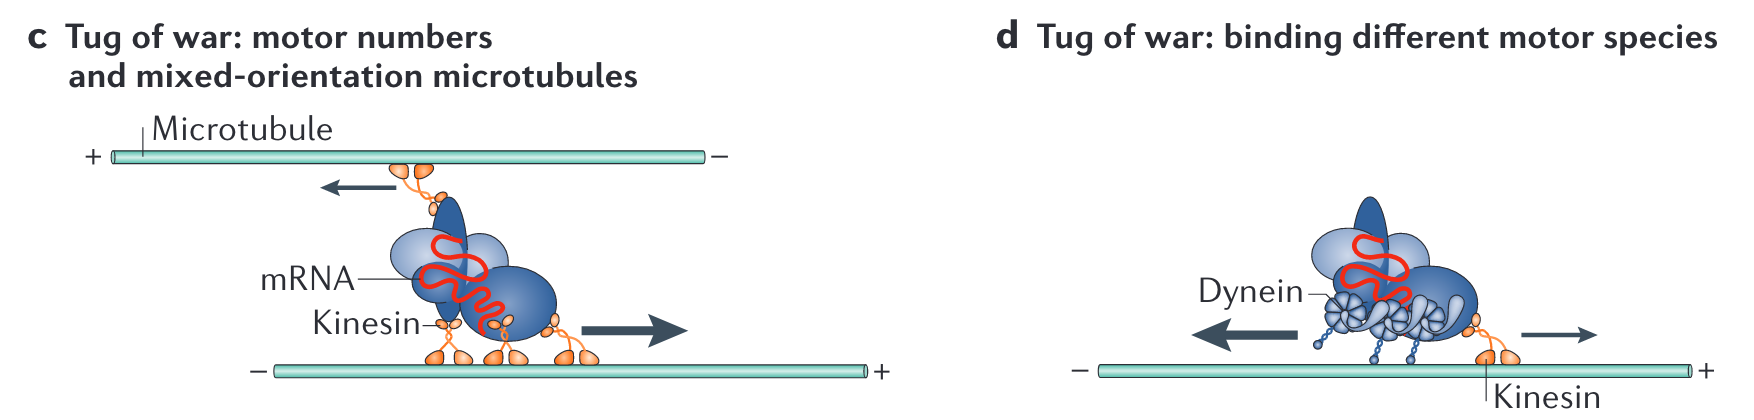 c Tug of war: motor numbers
and mixed-orientation microtubules
Microtubule
+ −
mRNA
Kinesin
− +
d Tug of war: binding different motor species
Dynein
− +
Kinesin